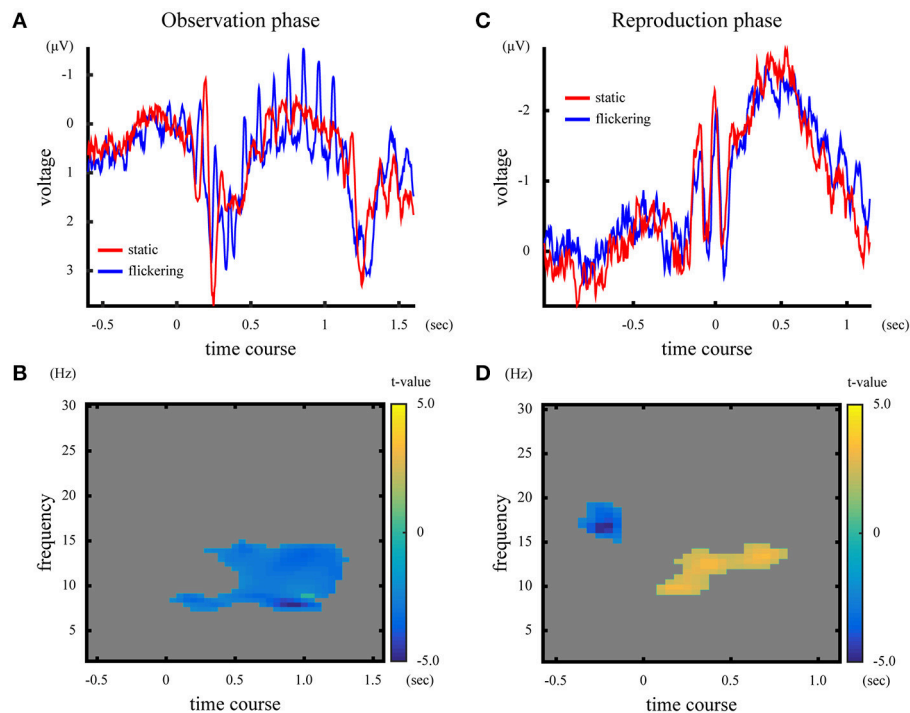 A
Observation phase
(µV)
-1
0
1
2
3
voltage
static
flickering
-0.5
0
0.5
1
1.5
(sec)
time course
C
Reproduction phase
(µV)
-2
-1
0
voltage
static
flickering
-0.5
0
0.5
1
(sec)
time course
B
(Hz)
30
25
20
15
10
5
frequency
-0.5
0
0.5
1.0
1.5
(sec)
time course
t-value
5.0
0
-5.0
D
(Hz)
30
25
20
15
10
5
frequency
-0.5
0
0.5
1.0
(sec)
time course
t-value
5.0
0
-5.0